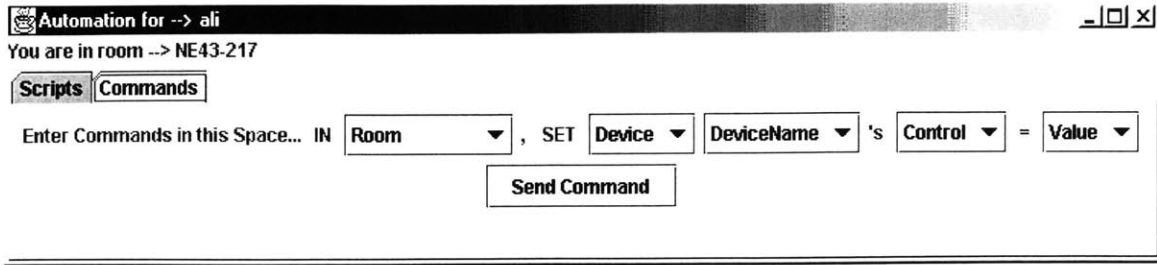 Automation for --> ali
You are in room --> NE43-217
Scripts Commands
Enter Commands in this Space... IN Room , SET Device DeviceName 's Control = Value
Send Command